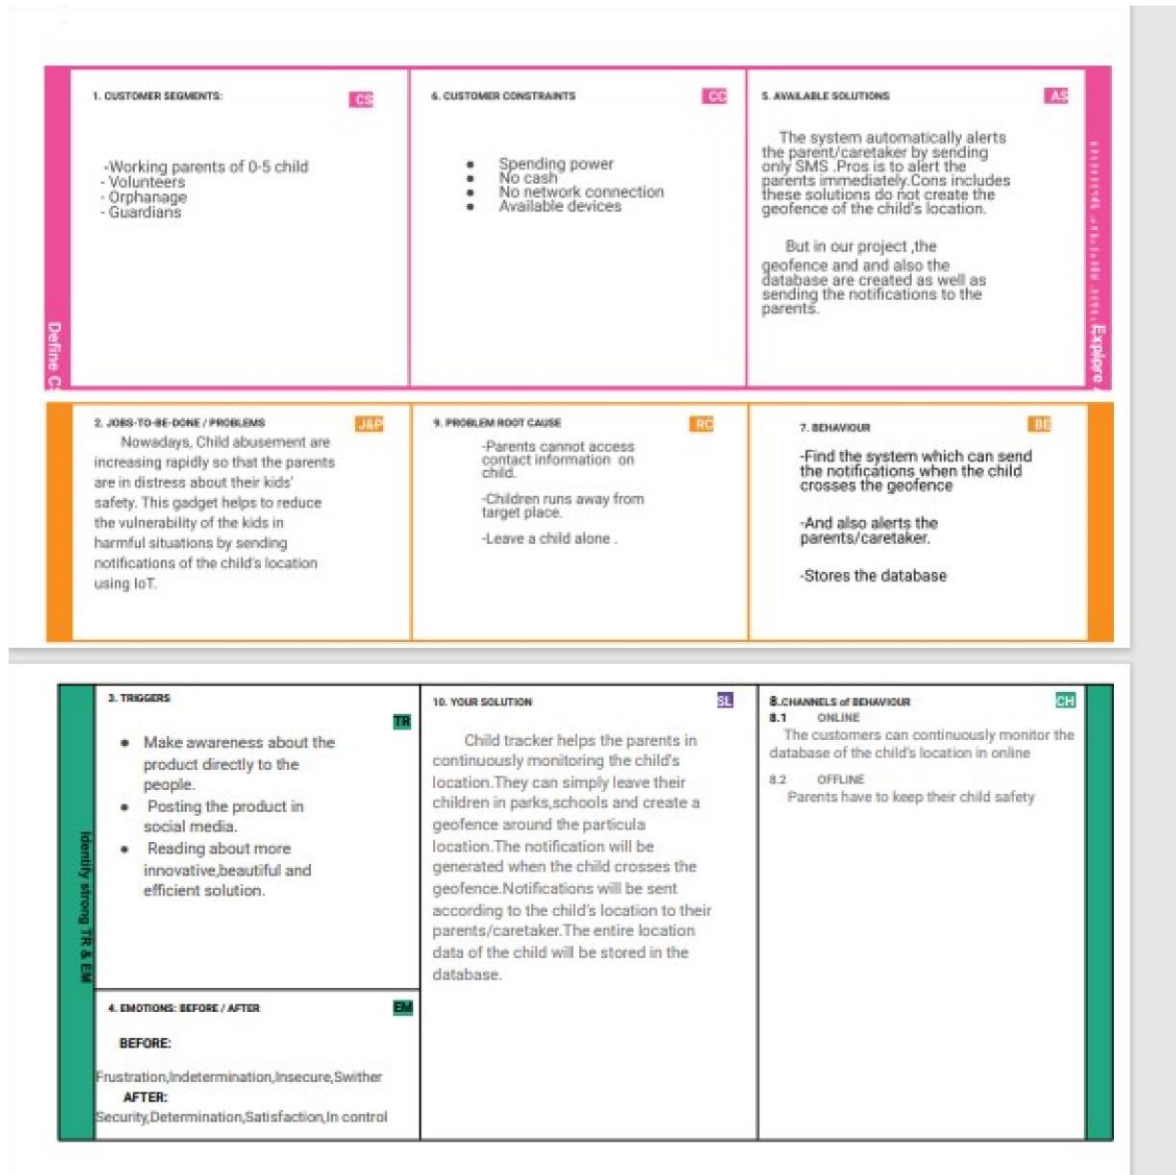 1. CUSTOMER SEGMENTS:
CS
-Working parents of 0-5 child
- Volunteers
- Orphanage
- Guardians
6. CUSTOMER CONSTRAINTS
CC
● Spending power
● No cash
● No network connection
● Available devices
5. AVAILABLE SOLUTIONS
AS
The system automatically alerts
the parent/caretaker by sending
only SMS .Pros is to alert the
parents immediately.Cons includes
these solutions do not create the
geofence of the child's location.
But in our project ,the
geofence and and also the
database are created as well as
sending the notifications to the
parents.
Define CS
Explore
2. JOBS-TO-BE-DONE / PROBLEMS
J&P
Nowadays, Child abusement are
increasing rapidly so that the parents
are in distress about their kids'
safety. This gadget helps to reduce
the vulnerability of the kids in
harmful situations by sending
notifications of the child's location
using IoT.
9. PROBLEM ROOT CAUSE
RC
-Parents cannot access
contact information on
child.
-Children runs away from
target place.
-Leave a child alone .
7. BEHAVIOUR
BE
-Find the system which can send
the notifications when the child
crosses the geofence
-And also alerts the
parents/caretaker.
-Stores the database
3. TRIGGERS
TR
● Make awareness about the
product directly to the
people.
● Posting the product in
social media.
● Reading about more
innovative,beautiful and
efficient solution.
Identify strong TR & EM
4. EMOTIONS: BEFORE / AFTER
EM
BEFORE:
Frustration,Indetermination,Insecure,Swither
AFTER:
Security,Determination,Satisfaction,In control
10. YOUR SOLUTION
SL
Child tracker helps the parents in
continuously monitoring the child's
location.They can simply leave their
children in parks,schools and create a
geofence around the particula
location.The notification will be
generated when the child crosses the
geofence.Notifications will be sent
according to the child's location to their
parents/caretaker.The entire location
data of the child will be stored in the
database.
8.CHANNELS of BEHAVIOUR
CH
8.1 ONLINE
The customers can continuously monitor the
database of the child's location in online
8.2 OFFLINE
Parents have to keep their child safety